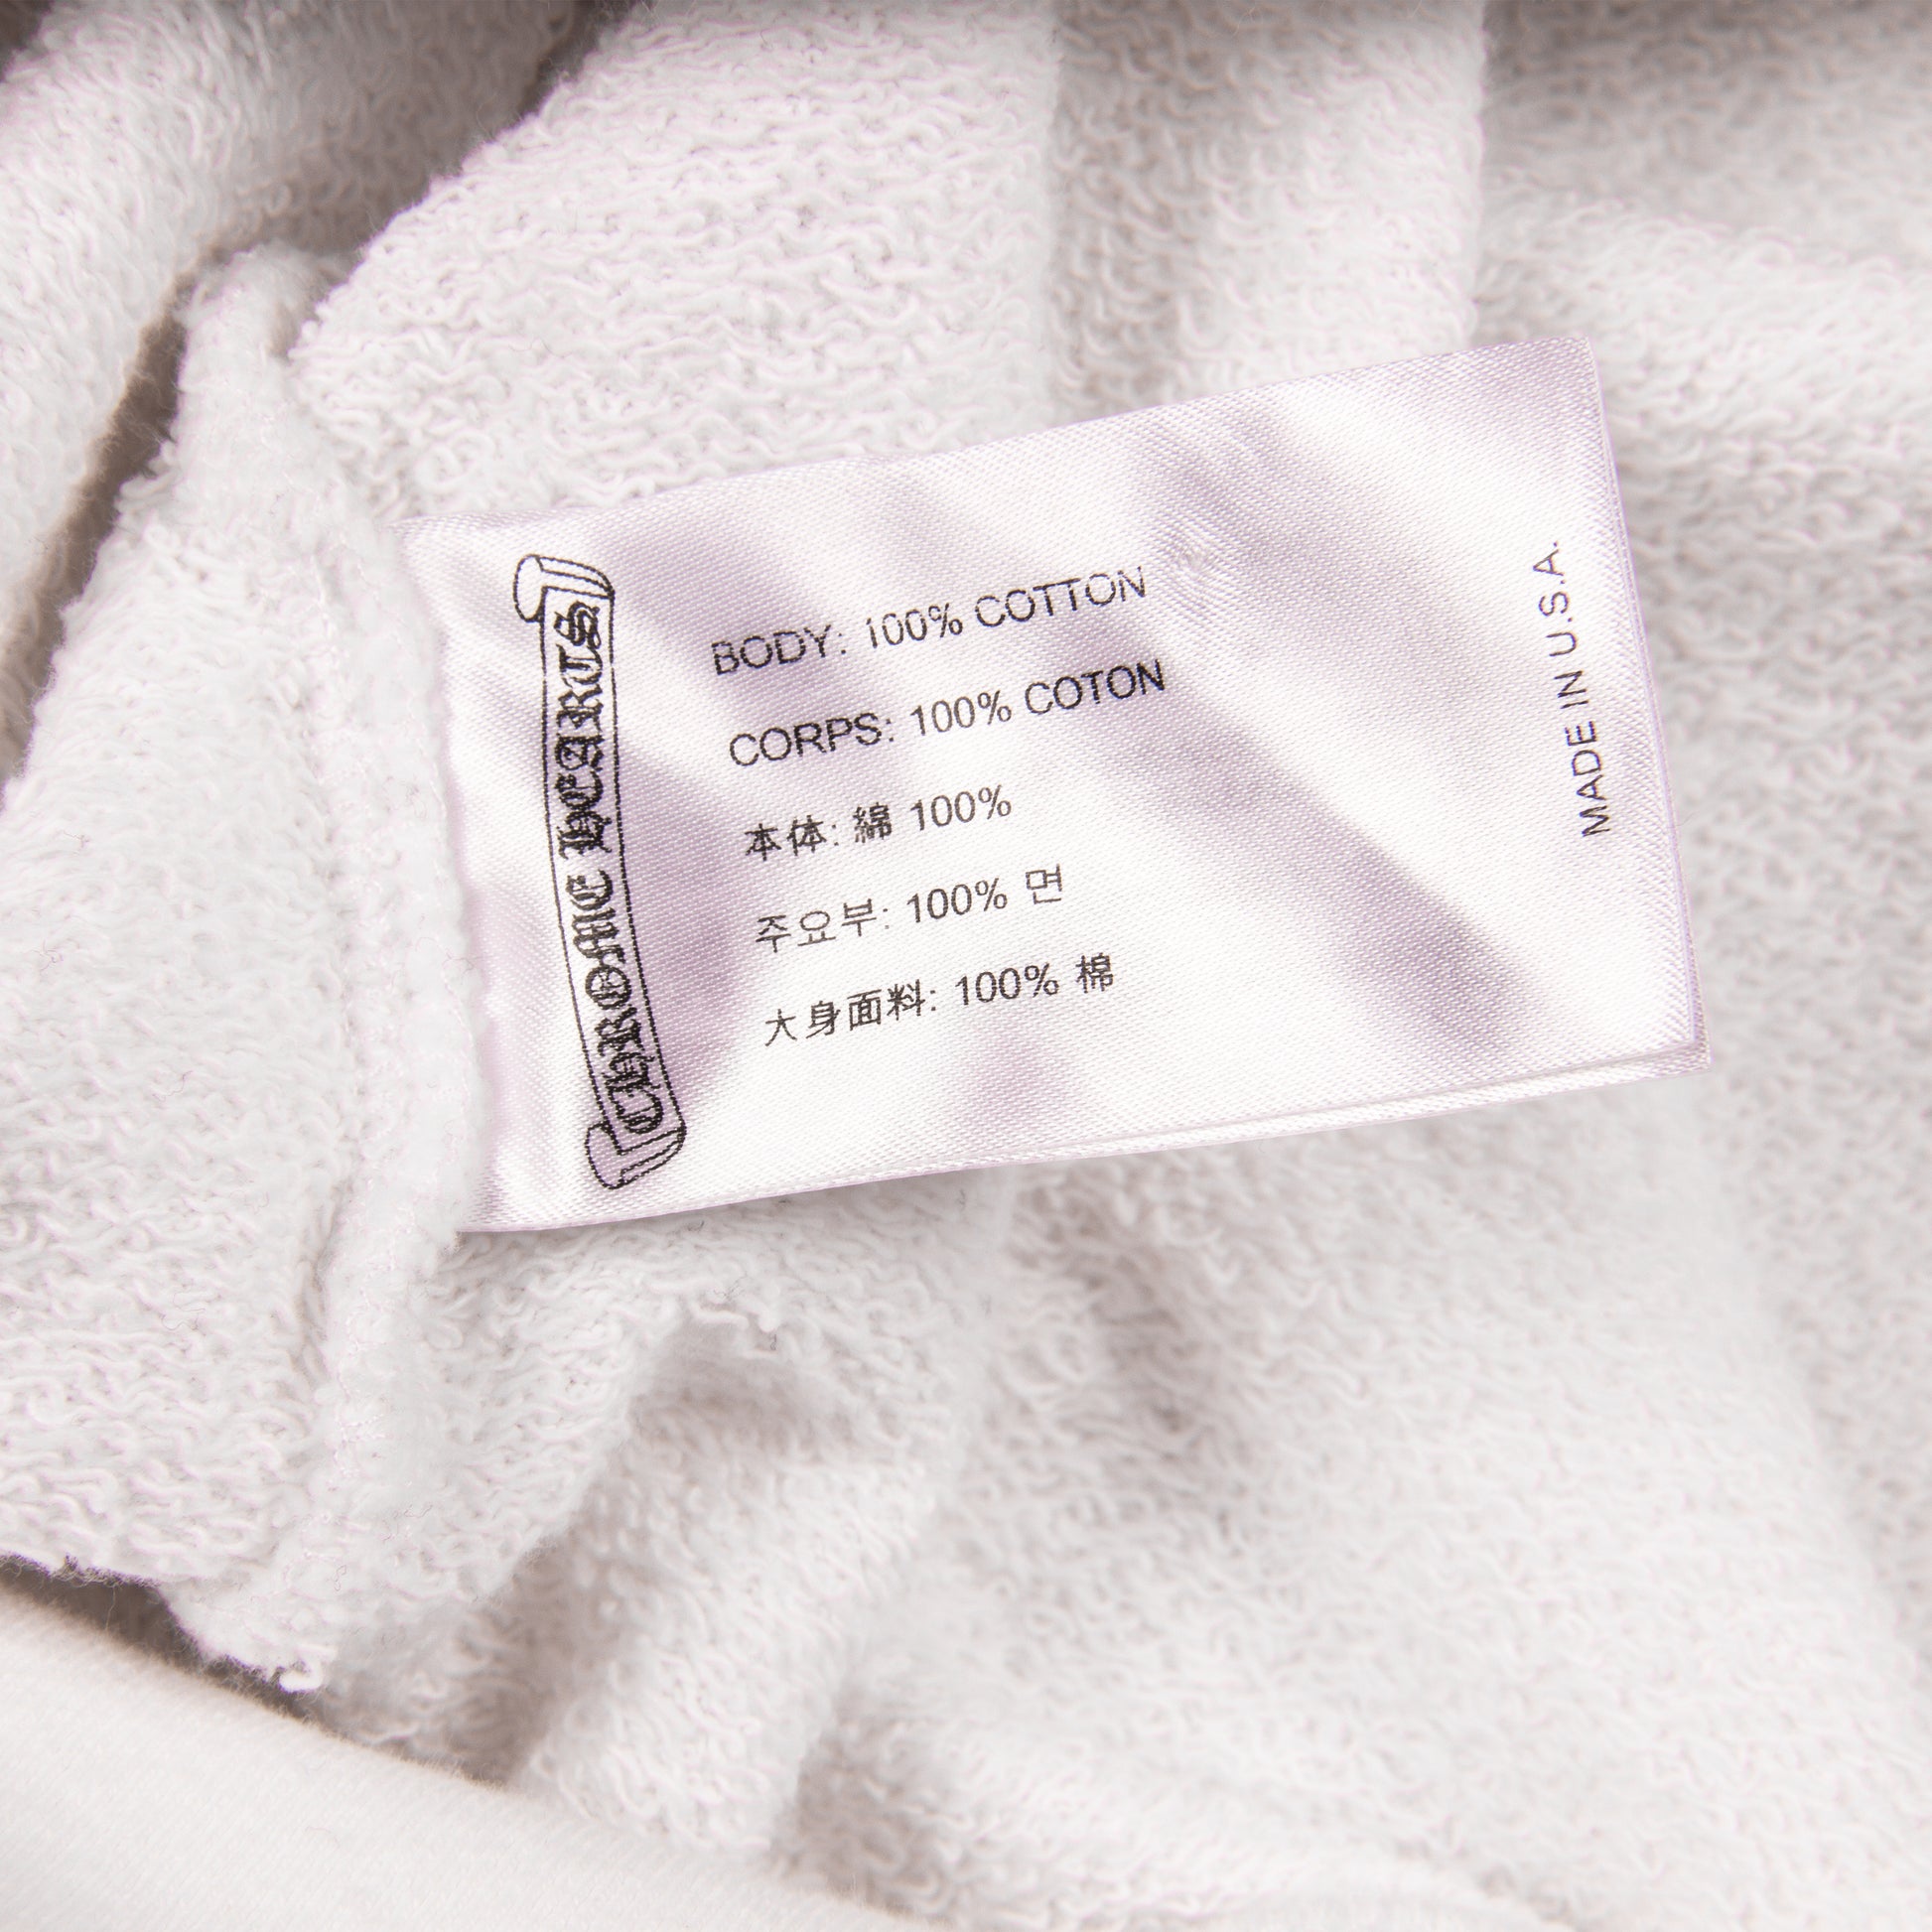 CHROME HEARTS
BODY: 100% COTTON
CORPS: 100% COTON
本体: 綿 100%
주요부: 100% 면
大身面料: 100% 棉
MADE IN U.S.A.